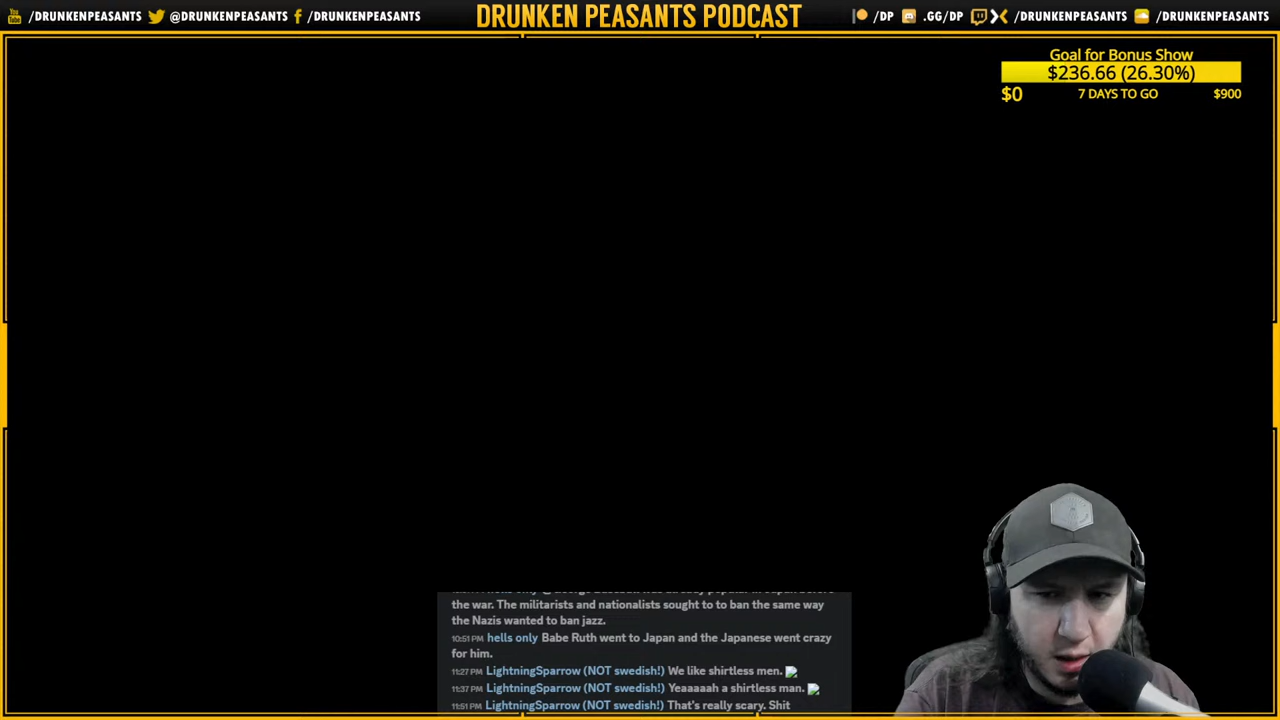 /DRUNKENPEASANTS @DRUNKENPEASANTS /DRUNKENPEASANTS DRUNKEN PEASANTS PODCAST /DP .GG/DP /DRUNKENPEASANTS /DRUNKENPEASANTS
Goal for Bonus Show
$236.66 (26.30%)
$0 7 DAYS TO GO $900
the war. The militarists and nationalists sought to to ban the same way
the Nazis wanted to ban jazz.
10:51 PM hells only Babe Ruth went to Japan and the Japanese went crazy
for him.
11:27 PM LightningSparrow (NOT swedish!) We like shirtless men.
11:37 PM LightningSparrow (NOT swedish!) Yeaaaaah a shirtless man.
11:51 PM LightningSparrow (NOT swedish!) That's really scary. Shit